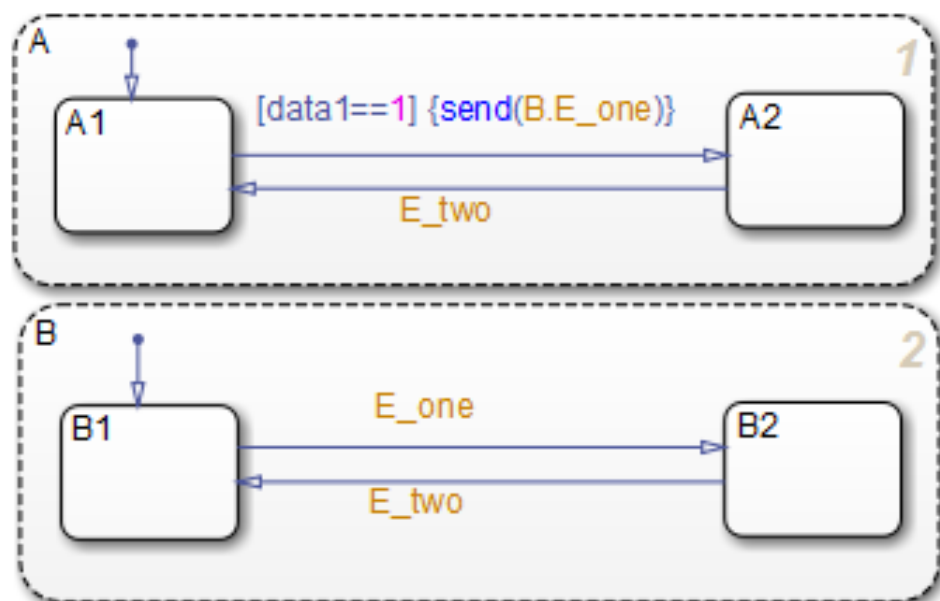 A
1
A1
[data1==1] {send(B.E_one)}
A2
E_two
B
2
B1
E_one
B2
E_two